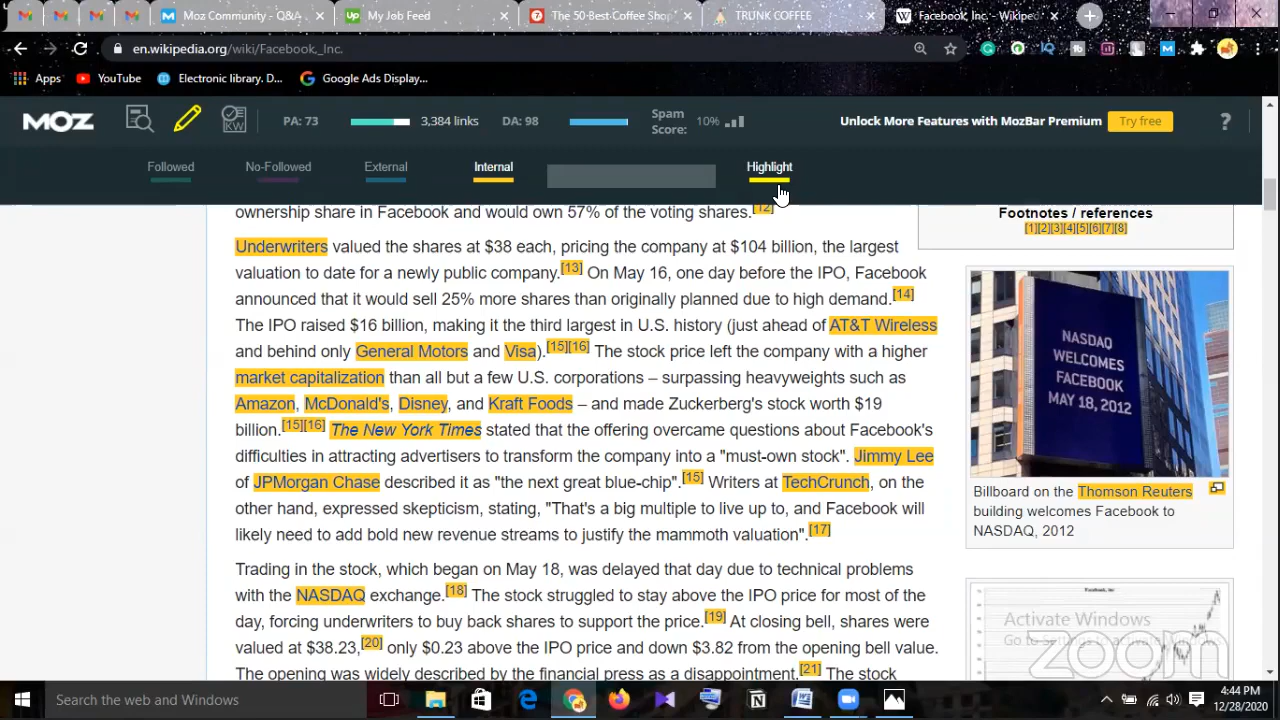 Moz Community - Q&A
My Job Feed
The 50 Best Coffee Shop
TRUNK COFFEE
Facebook, Inc. - Wikiped
en.wikipedia.org/wiki/Facebook,_Inc.
Apps
YouTube
Electronic library. D...
Google Ads Display...
MOZ
KW
PA: 73
3,384 links
DA: 98
Spam Score: 10%
Unlock More Features with MozBar Premium
Try free
?
Followed
No-Followed
External
Internal
Highlight
ownership share in Facebook and would own 57% of the voting shares.[12]
Underwriters valued the shares at $38 each, pricing the company at $104 billion, the largest
valuation to date for a newly public company.[13] On May 16, one day before the IPO, Facebook
announced that it would sell 25% more shares than originally planned due to high demand.[14]
The IPO raised $16 billion, making it the third largest in U.S. history (just ahead of AT&T Wireless
and behind only General Motors and Visa).[15][16] The stock price left the company with a higher
market capitalization than all but a few U.S. corporations – surpassing heavyweights such as
Amazon, McDonald's, Disney, and Kraft Foods – and made Zuckerberg's stock worth $19
billion.[15][16] The New York Times stated that the offering overcame questions about Facebook's
difficulties in attracting advertisers to transform the company into a "must-own stock". Jimmy Lee
of JPMorgan Chase described it as "the next great blue-chip".[15] Writers at TechCrunch, on the
other hand, expressed skepticism, stating, "That's a big multiple to live up to, and Facebook will
likely need to add bold new revenue streams to justify the mammoth valuation".[17]
Trading in the stock, which began on May 18, was delayed that day due to technical problems
with the NASDAQ exchange.[18] The stock struggled to stay above the IPO price for most of the
day, forcing underwriters to buy back shares to support the price.[19] At closing bell, shares were
valued at $38.23,[20] only $0.23 above the IPO price and down $3.82 from the opening bell value.
The opening was widely described by the financial press as a disappointment.[21] The stock
Footnotes / references
[1][2][3][4][5][6][7][8]
NASDAQ
WELCOMES
FACEBOOK
MAY 18, 2012
Billboard on the Thomson Reuters
building welcomes Facebook to
NASDAQ, 2012
Facebook, Inc
Activate Windows
Go to Settings to activate Windows.
zoom
Search the web and Windows
4:44 PM
12/28/2020